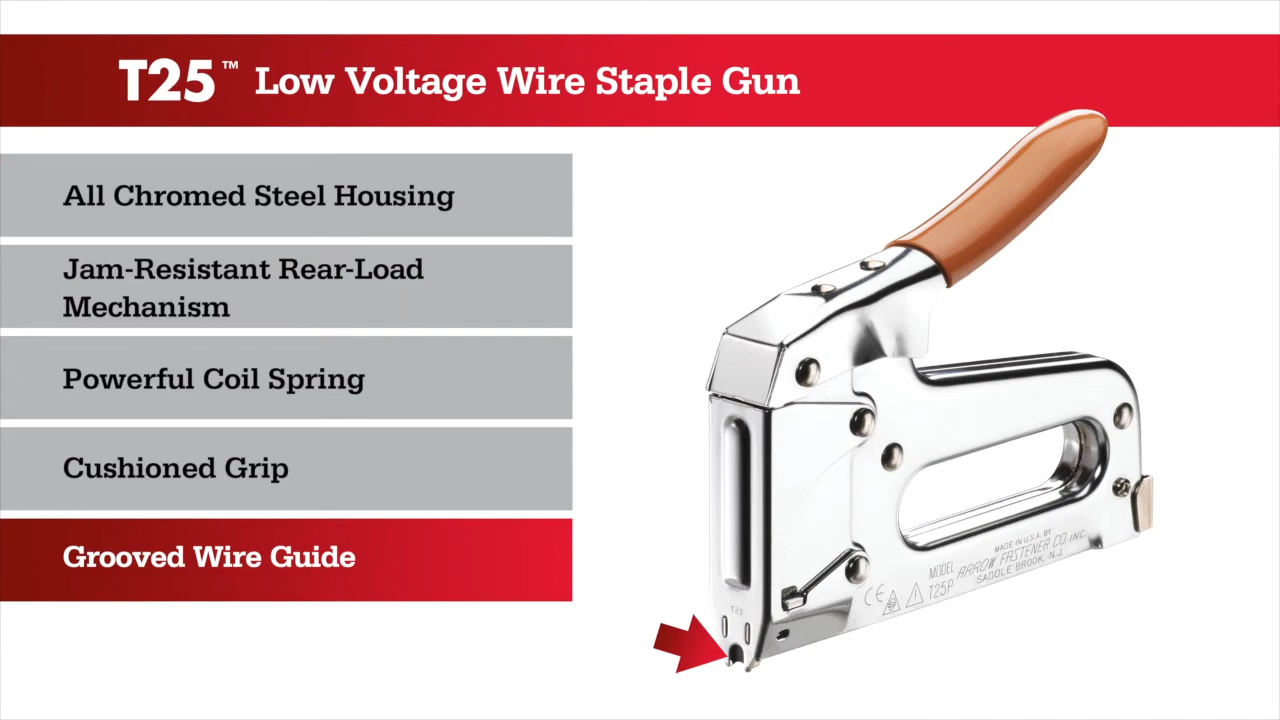 T25™ Low Voltage Wire Staple Gun
All Chromed Steel Housing
Jam-Resistant Rear-Load
Mechanism
Powerful Coil Spring
Cushioned Grip
Grooved Wire Guide
T25
MADE IN U.S.A. BY
MODEL ARROW FASTENER CO. INC.
T25P SADDLE BROOK, N.J.
CE